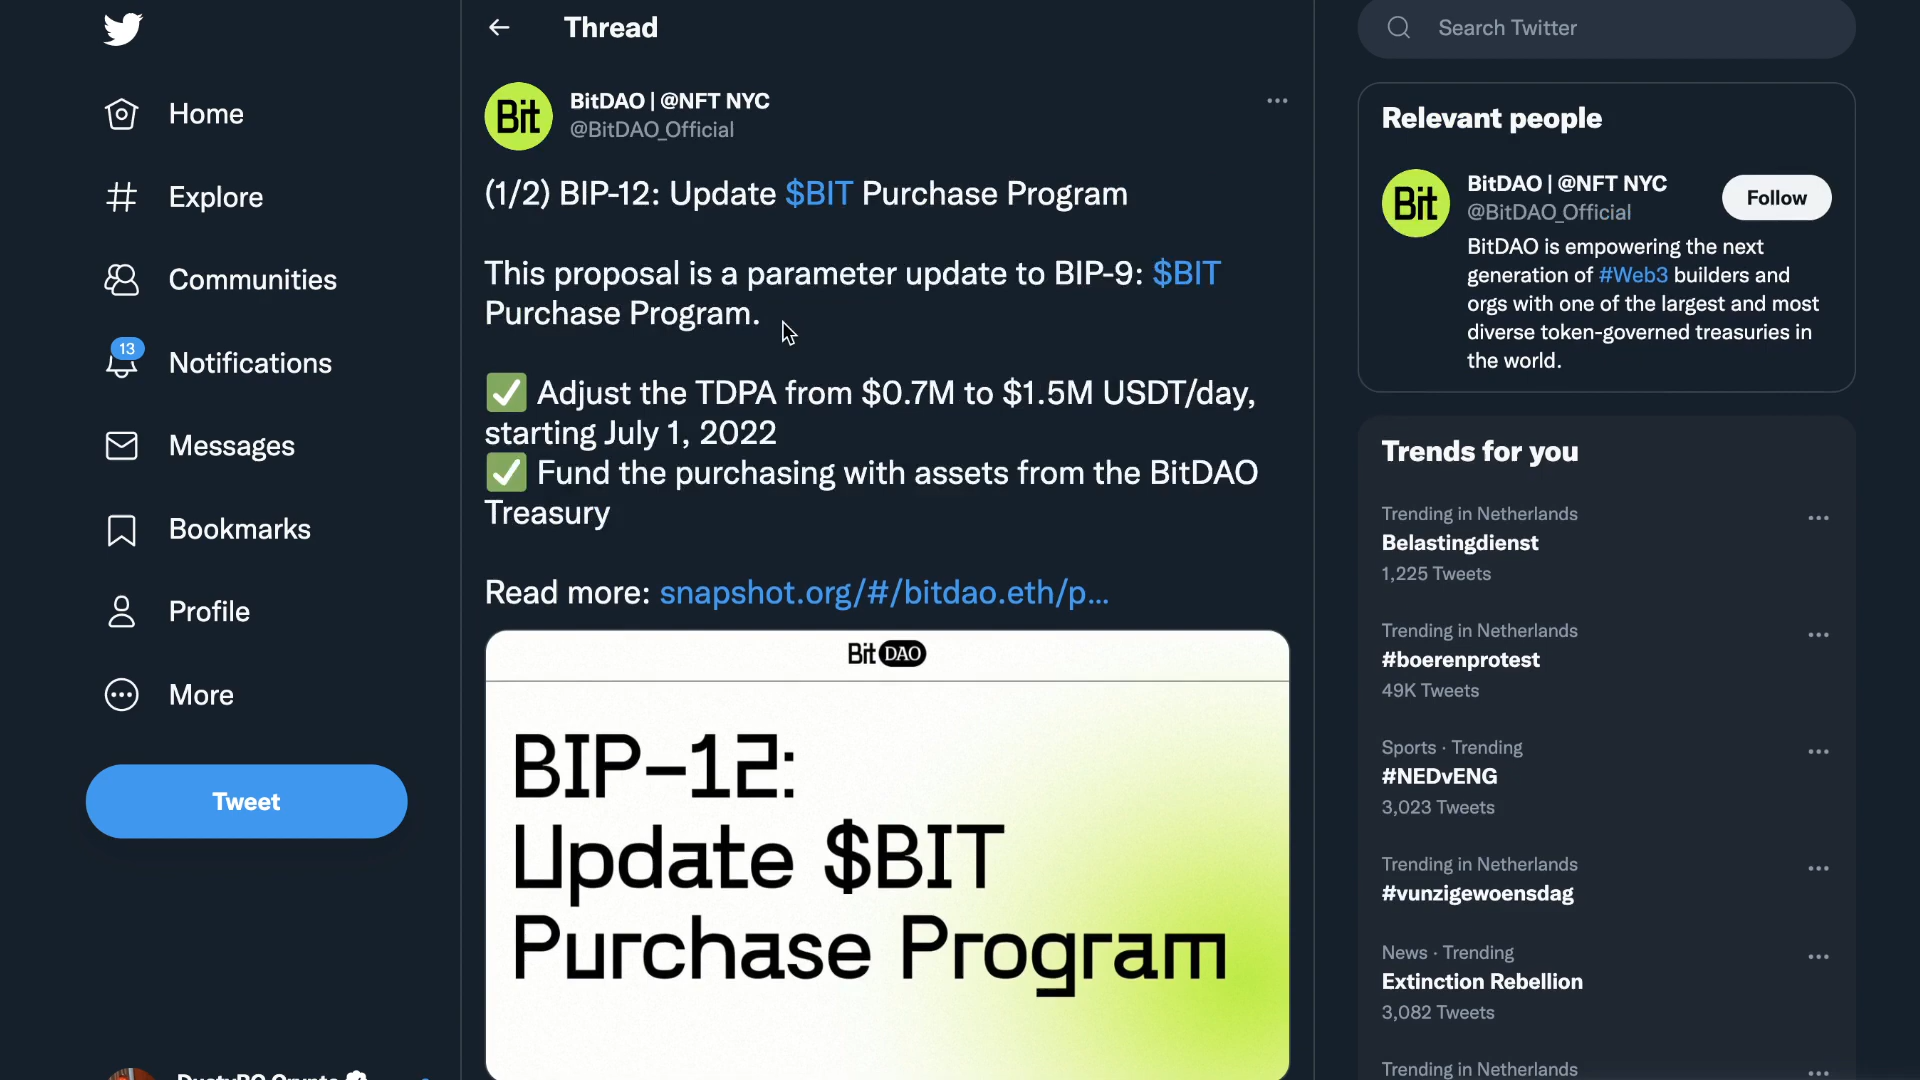 Home
Explore
Communities
13
Notifications
Messages
Bookmarks
Profile
More
Tweet
Thread
Bit
BitDAO | @NFT NYC
@BitDAO_Official
(1/2) BIP-12: Update $BIT Purchase Program
This proposal is a parameter update to BIP-9: $BIT
Purchase Program.
✅ Adjust the TDPA from $0.7M to $1.5M USDT/day,
starting July 1, 2022
✅ Fund the purchasing with assets from the BitDAO
Treasury
Read more: snapshot.org/#/bitdao.eth/p...
Bit DAO
BIP-12:
Update $BIT
Purchase Program
Search Twitter
Relevant people
Bit
BitDAO | @NFT NYC
@BitDAO_Official
Follow
BitDAO is empowering the next
generation of #Web3 builders and
orgs with one of the largest and most
diverse token-governed treasuries in
the world.
Trends for you
Trending in Netherlands
Belastingdienst
1,225 Tweets
Trending in Netherlands
#boerenprotest
49K Tweets
Sports · Trending
#NEDvENG
3,023 Tweets
Trending in Netherlands
#vunzigewoensdag
News · Trending
Extinction Rebellion
3,082 Tweets
Trending in Netherlands